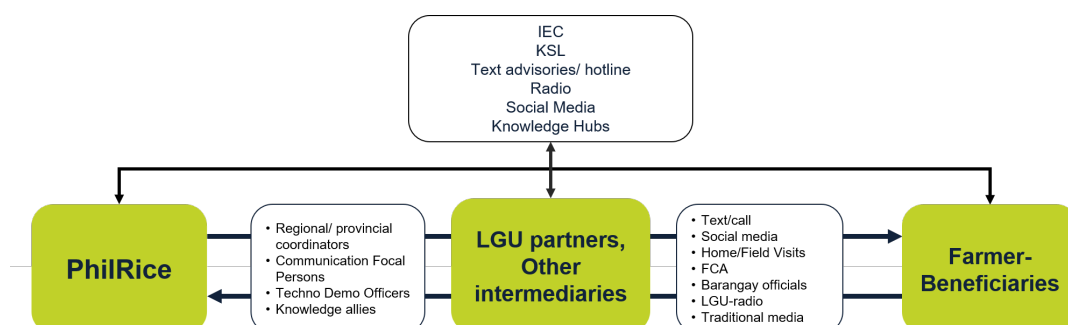 IEC
KSL
Text advisories/ hotline
Radio
Social Media
Knowledge Hubs
PhilRice
• Regional/ provincial
coordinators
• Communication Focal
Persons
• Techno Demo Officers
• Knowledge allies
LGU partners,
Other
intermediaries
• Text/call
• Social media
• Home/Field Visits
• FCA
• Barangay officials
• LGU-radio
• Traditional media
Farmer-
Beneficiaries